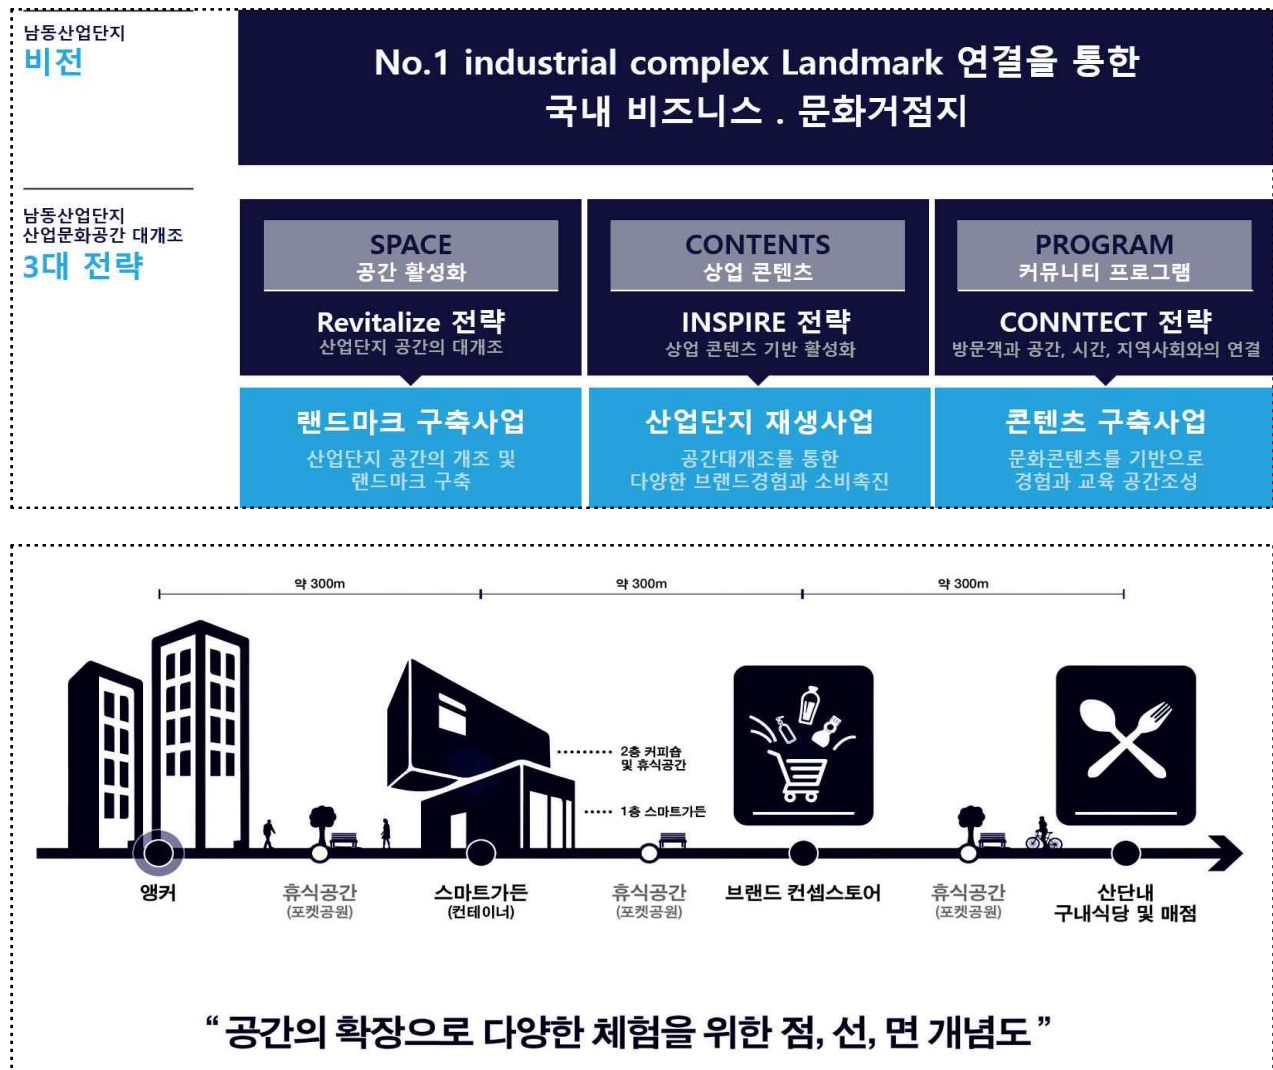 남동산업단지
비전
No.1 industrial complex Landmark 연결을 통한
국내 비즈니스 . 문화거점지
남동산업단지
산업문화공간 대개조
3대 전략
SPACE
공간 활성화
Revitalize 전략
산업단지 공간의 대개조
랜드마크 구축사업
산업단지 공간의 개조 및
랜드마크 구축
CONTENTS
상업 콘텐츠
INSPIRE 전략
상업 콘텐츠 기반 활성화
산업단지 재생사업
공간대개조를 통한
다양한 브랜드경험과 소비촉진
PROGRAM
커뮤니티 프로그램
CONNTECT 전략
방문객과 공간, 시간, 지역사회와의 연결
콘텐츠 구축사업
문화콘텐츠를 기반으로
경험과 교육 공간조성
약 300m
약 300m
약 300m
2층 커피숍
및 휴식공간
1층 스마트가든
앵커
휴식공간
(포켓공원)
스마트가든
(컨테이너)
휴식공간
(포켓공원)
브랜드 컨셉스토어
휴식공간
(포켓공원)
산단내
구내식당 및 매점
“ 공간의 확장으로 다양한 체험을 위한 점, 선, 면 개념도 ”